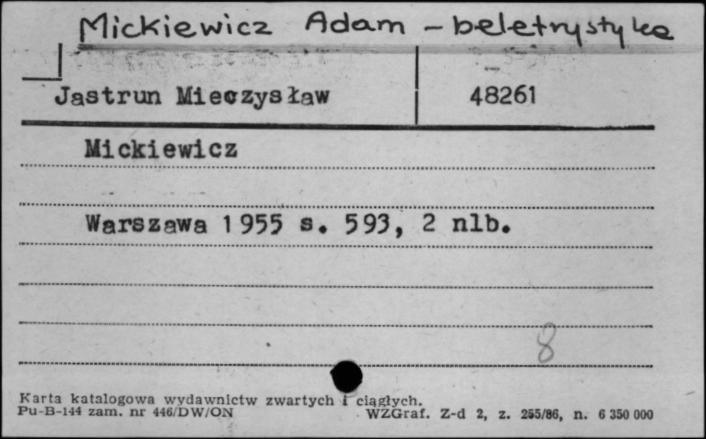 Mickiewicz Adam - beletrystyka
Jastrun Mieczysław 48261
Mickiewicz
Warszawa 1955 s. 593, 2 nlb.
8
Karta katalogowa wydawnictw zwartych i ciągłych.
Pu-B-144 zam. nr 446/DW/ON WZGraf. Z-d 2, z. 255/86, n. 6 350 000